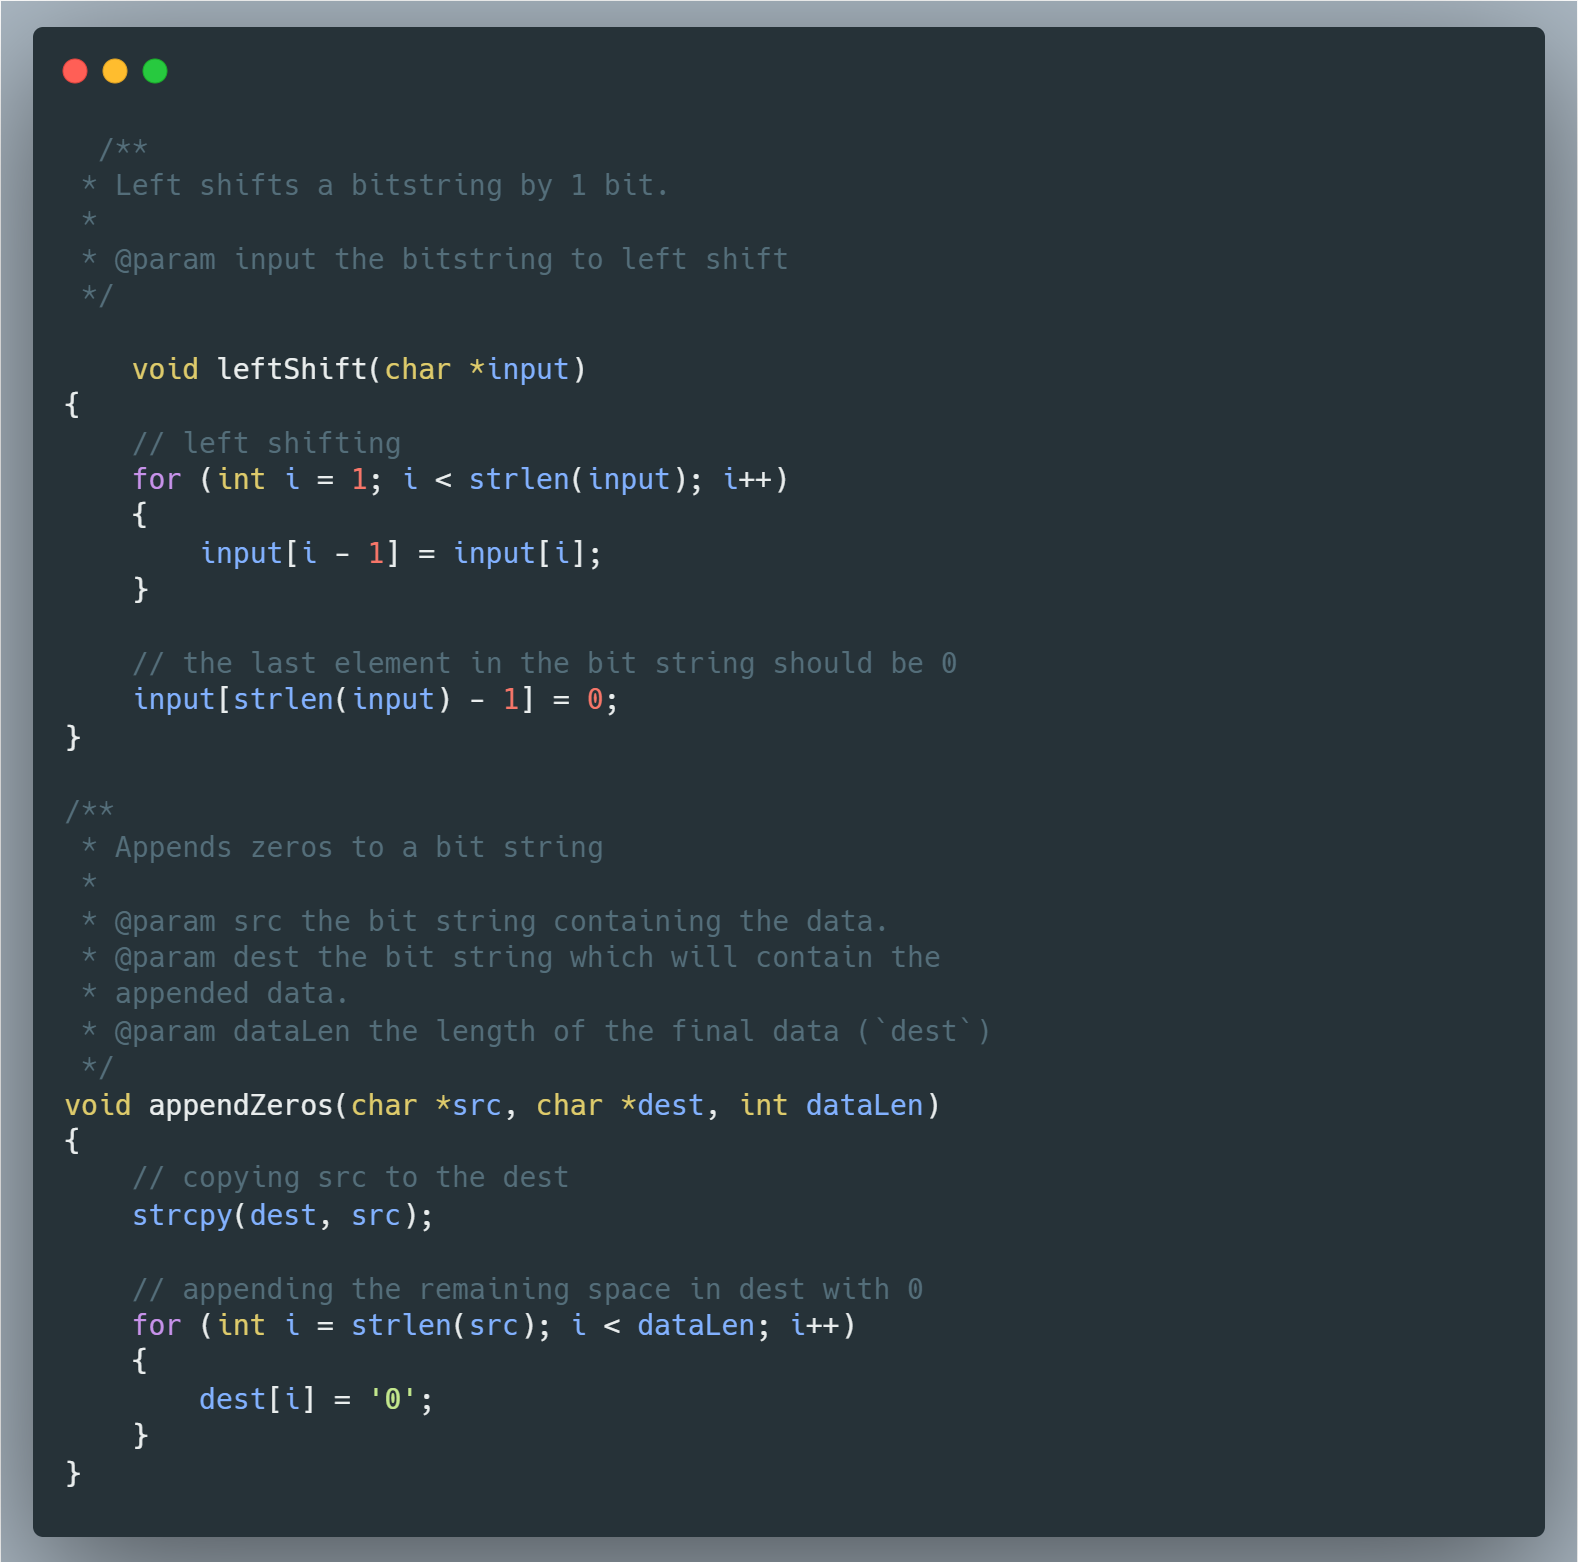 /**
 * Left shifts a bitstring by 1 bit.
 *
 * @param input the bitstring to left shift
 */

    void leftShift(char *input)
{
    // left shifting
    for (int i = 1; i < strlen(input); i++)
    {
        input[i - 1] = input[i];
    }

    // the last element in the bit string should be 0
    input[strlen(input) - 1] = 0;
}

/**
 * Appends zeros to a bit string
 *
 * @param src the bit string containing the data.
 * @param dest the bit string which will contain the
 * appended data.
 * @param dataLen the length of the final data (`dest`)
 */
void appendZeros(char *src, char *dest, int dataLen)
{
    // copying src to the dest
    strcpy(dest, src);

    // appending the remaining space in dest with 0
    for (int i = strlen(src); i < dataLen; i++)
    {
        dest[i] = '0';
    }
}